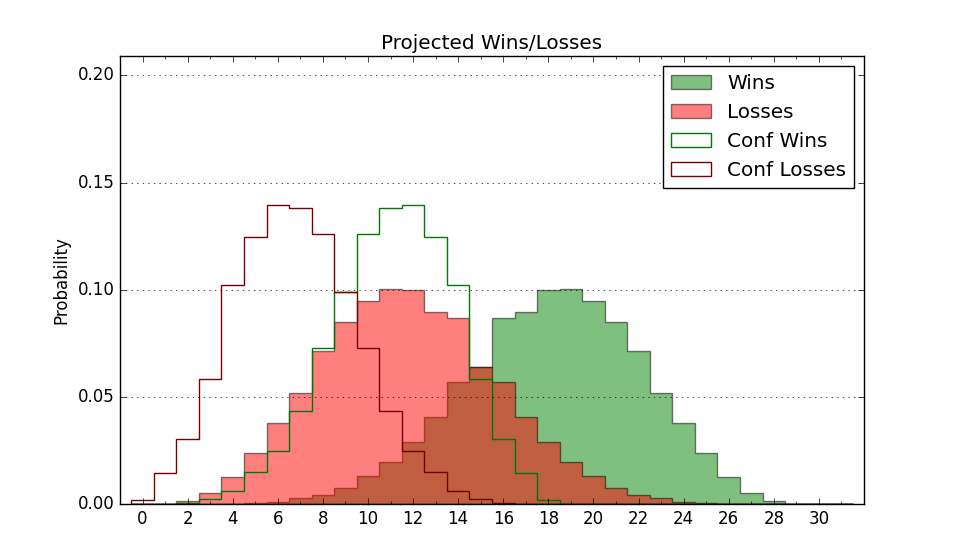 Projected Wins/Losses
Wins
Losses
Conf Wins
Conf Losses
Probability
0.20
0.15
0.10
0.05
0.00
0 2 4 6 8 10 12 14 16 18 20 22 24 26 28 30